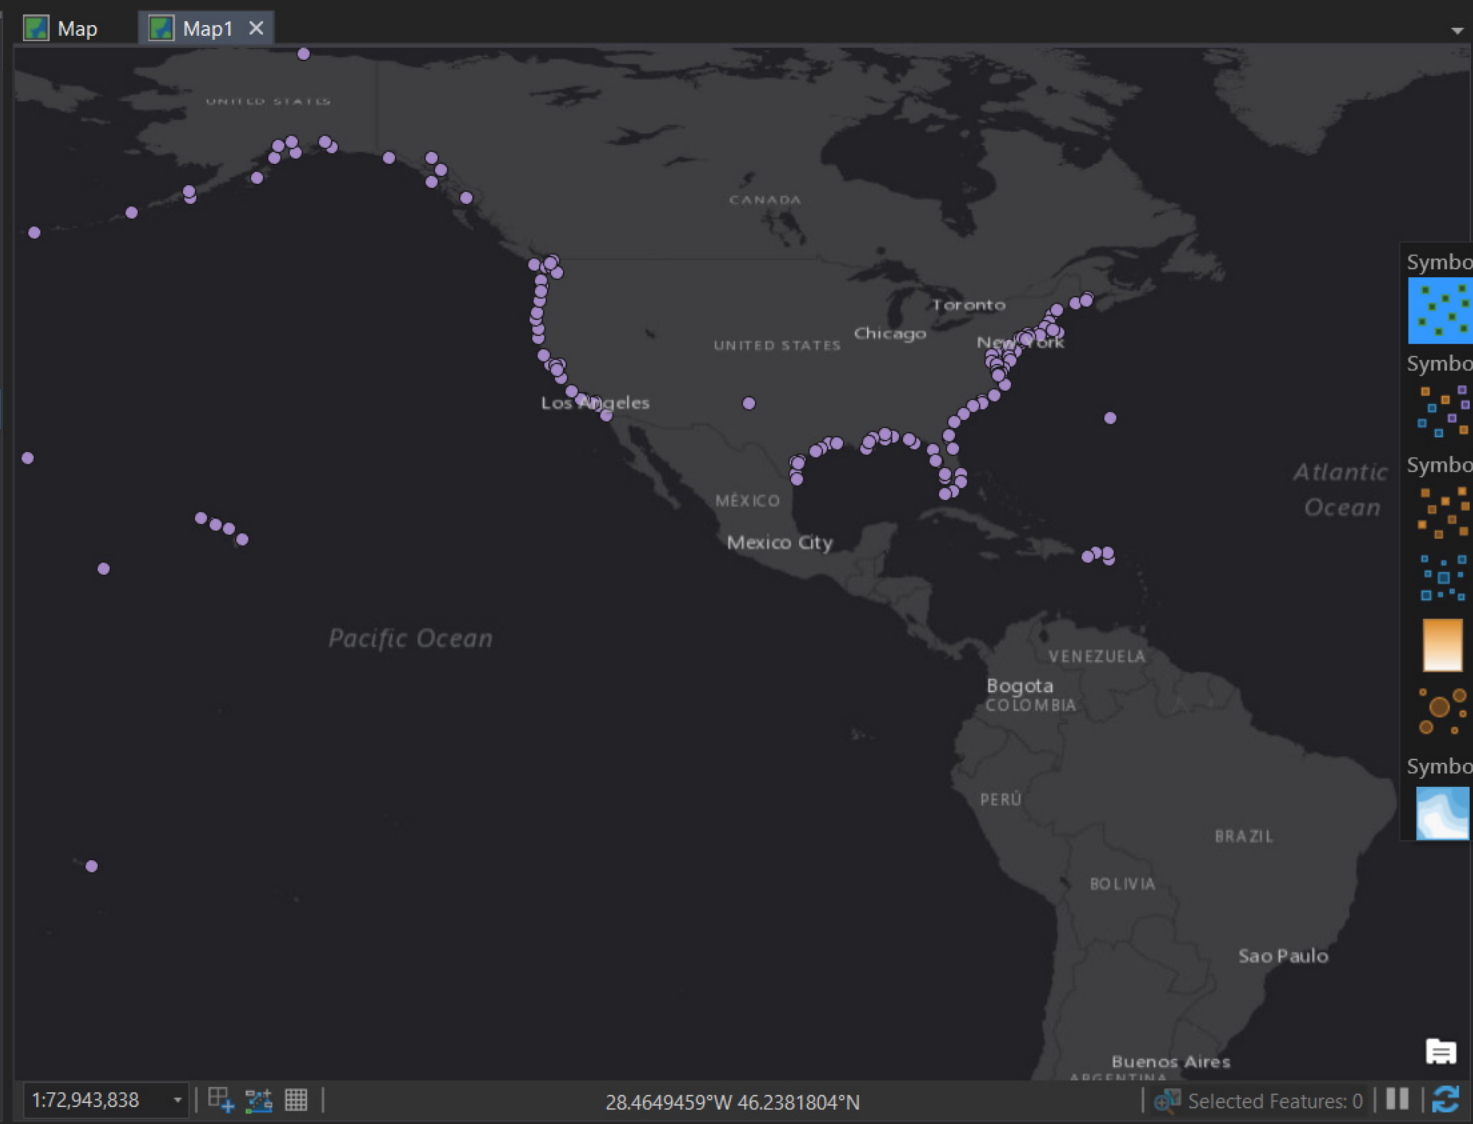 Map
Map1
UNITED STATES
CANADA
Toronto
Chicago
New York
UNITED STATES
Los Angeles
Atlantic
Ocean
MÉXICO
Mexico City
Pacific Ocean
VENEZUELA
Bogota
COLOMBIA
PERÚ
BRAZIL
BOLIVIA
Sao Paulo
Buenos Aires
ARGENTINA
Symbo
Symbo
Symbo
Symbo
1:72,943,838
28.4649459°W 46.2381804°N
Selected Features: 0